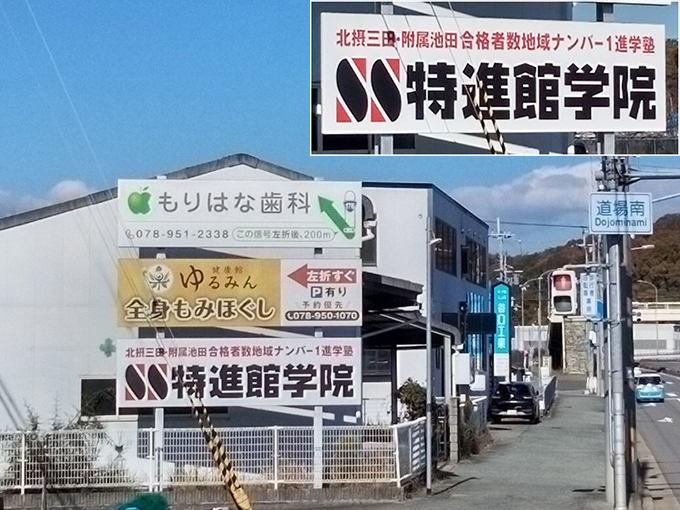 北摂三田・附属池田合格者数地域ナンバー1進学塾
特進館学院
もりはな歯科
078-951-2338
この信号左折後、200m
健康館
ゆるみん
全身もみほぐし
左折すぐ
P有り
予約優先
078-950-1070
北摂三田・附属池田合格者数地域ナンバー1進学塾
特進館学院
道場南
Dojominami